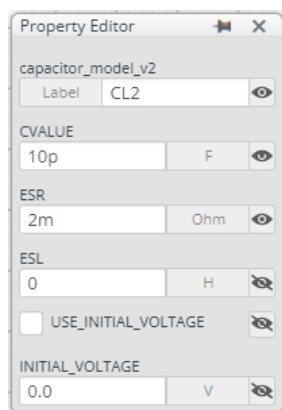 Property Editor
capacitor_model_v2
Label CL2
CVALUE
10p F
ESR
2m Ohm
ESL
0 H
USE_INITIAL_VOLTAGE
INITIAL_VOLTAGE
0.0 V